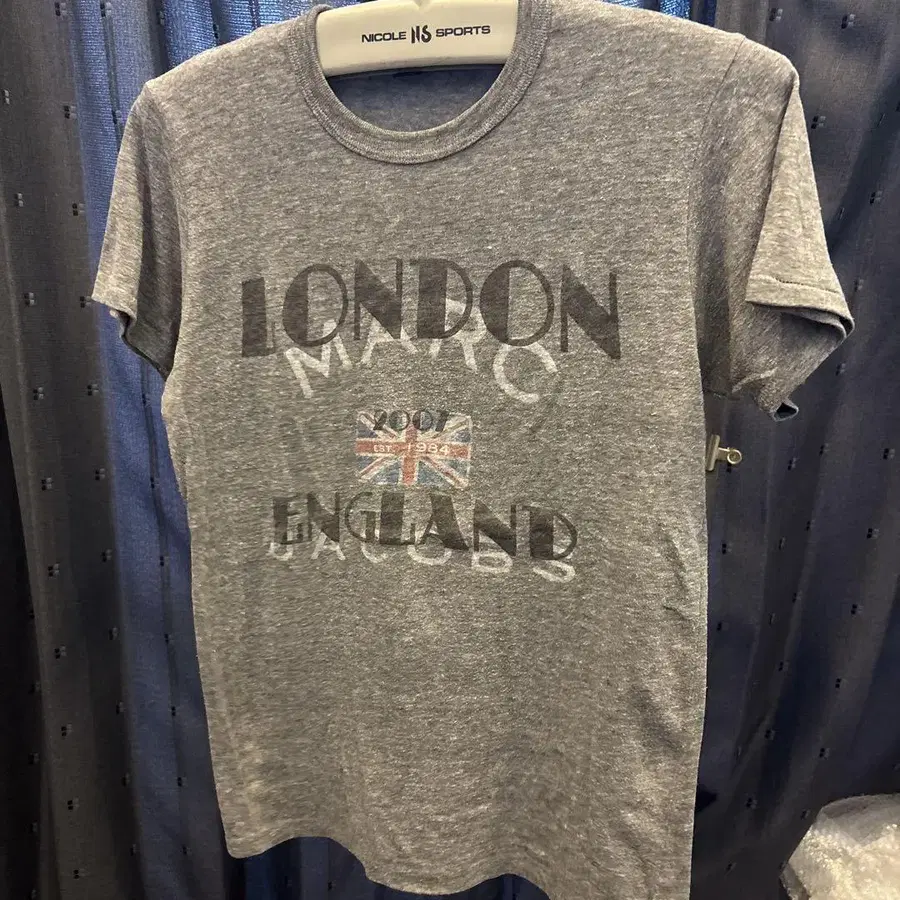 NICOLE NS SPORTS
LONDON
MARC
2007
EST. 1984
ENGLAND
JACOBS